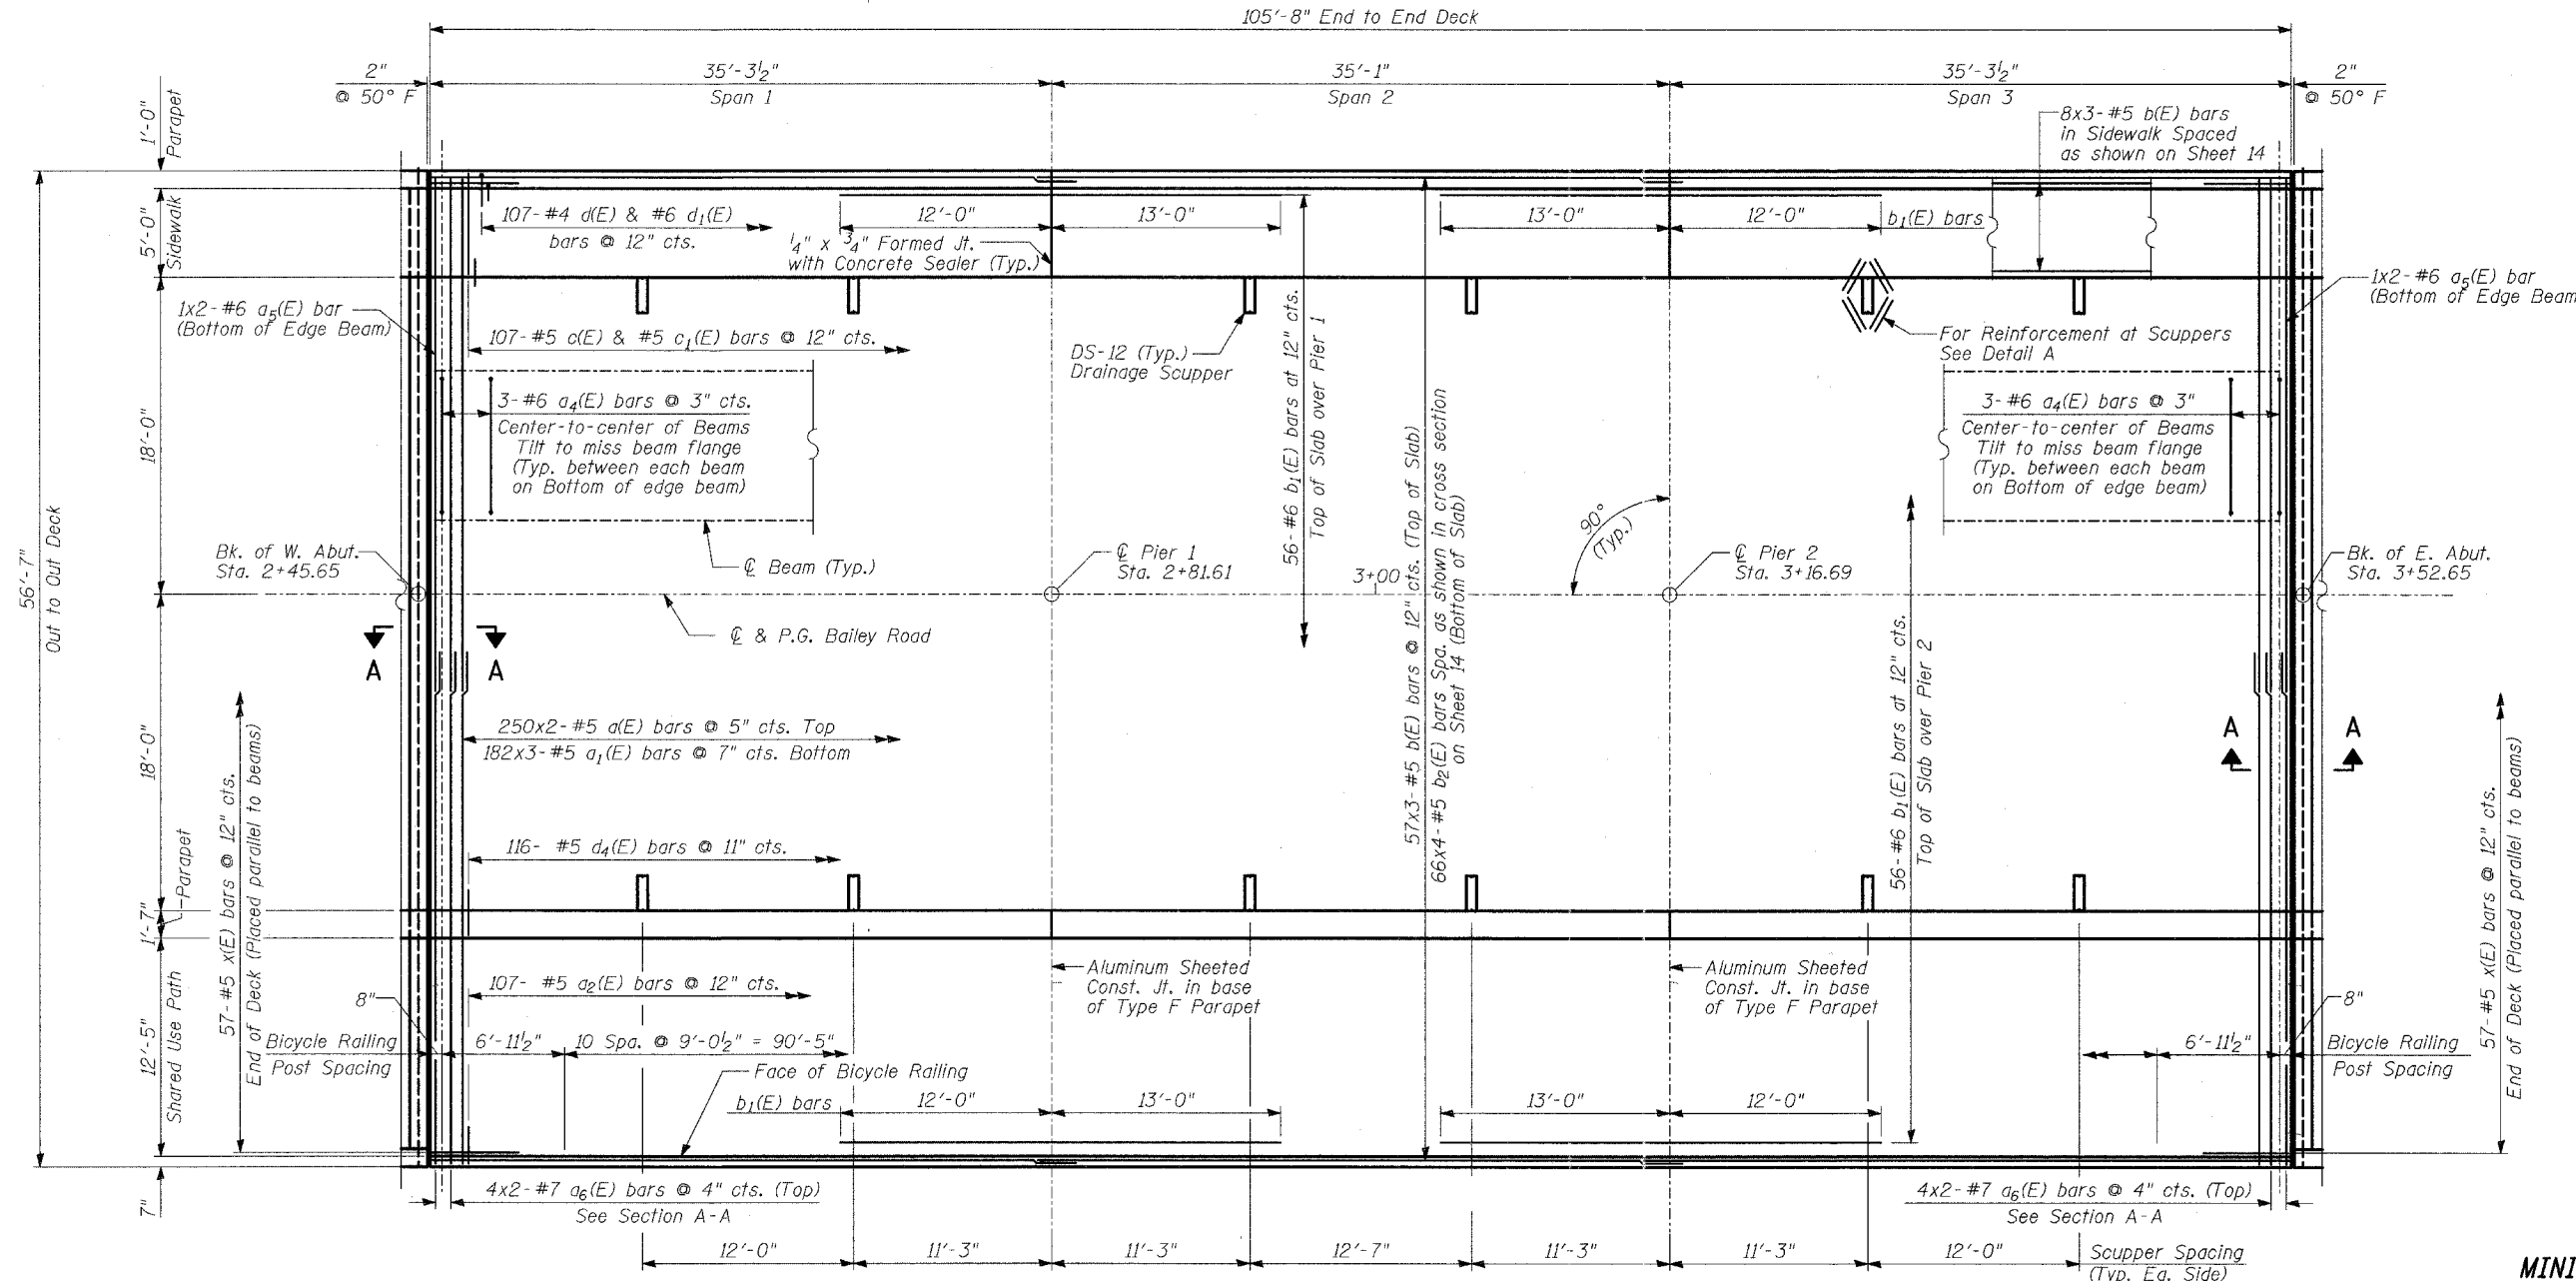 105'-8" End to End Deck
2"
@ 50° F
35'-3½"
Span 1
35'-1"
Span 2
35'-3½"
Span 3
2"
@ 50° F
1'-0"
Parapet
8x3-#5 b(E) bars
in Sidewalk Spaced
as shown on Sheet 14
5'-0"
Sidewalk
107-#4 d(E) & #6 d₁(E)
bars @ 12" cts.
12'-0"
13'-0"
13'-0"
12'-0"
b₁(E) bars
¼" x ¾" Formed Jt.
with Concrete Sealer (Typ.)
1x2-#6 a₅(E) bar
(Bottom of Edge Beam)
1x2-#6 a₅(E) bar
(Bottom of Edge Beam
107-#5 c(E) & #5 c₁(E) bars @ 12" cts.
DS-12 (Typ.)
Drainage Scupper
For Reinforcement at Scuppers
See Detail A
56-#6 b₁(E) bars at 12" cts.
Top of Slab over Pier 1
3-#6 a₄(E) bars @ 3" cts.
Center-to-center of Beams
Tilt to miss beam flange
(Typ. between each beam
on Bottom of edge beam)
3-#6 a₄(E) bars @ 3"
Center-to-center of Beams
Tilt to miss beam flange
(Typ. between each beam
on Bottom of edge beam)
18'-0"
56'-7"
Out to Out Deck
57x3-#5 b(E) bars @ 12" cts. (Top of Slab)
66x4-#5 b₂(E) bars Spa. as shown in cross section
on Sheet 14 (Bottom of Slab)
90°
(Typ.)
Bk. of W. Abut.
Sta. 2+45.65
℄ Beam (Typ.)
℄ Pier 1
Sta. 2+81.61
3+00
℄ Pier 2
Sta. 3+16.69
Bk. of E. Abut.
Sta. 3+52.65
℄ & P.G. Bailey Road
A
A
56-#6 b₁(E) bars at 12" cts.
Top of Slab over Pier 2
18'-0"
250x2-#5 a(E) bars @ 5" cts. Top
182x3-#5 a₁(E) bars @ 7" cts. Bottom
A
A
57-#5 x(E) bars @ 12" cts.
End of Deck (Placed parallel to beams)
57-#5 x(E) bars @ 12" cts.
End of Deck (Placed parallel to beams)
116- #5 d₄(E) bars @ 11" cts.
Parapet
1'-7"
12'-5"
Shared Use Path
107- #5 a₂(E) bars @ 12" cts.
Aluminum Sheeted
Const. Jt. in base
of Type F Parapet
Aluminum Sheeted
Const. Jt. in base
of Type F Parapet
8"
8"
Bicycle Railing
Post Spacing
6'-11½"
10 Spa. @ 9'-0½" = 90'-5"
6'-11½"
Bicycle Railing
Post Spacing
Face of Bicycle Railing
b₁(E) bars
12'-0"
13'-0"
13'-0"
12'-0"
7"
4x2-#7 a₆(E) bars @ 4" cts. (Top)
See Section A-A
4x2-#7 a₆(E) bars @ 4" cts. (Top)
See Section A-A
12'-0"
11'-3"
11'-3"
12'-7"
11'-3"
11'-3"
12'-0"
Scupper Spacing
(Typ. Ea. Side)
MINI